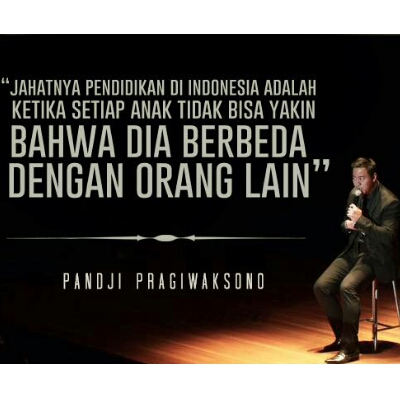 “JAHATNYA PENDIDIKAN DI INDONESIA ADALAH
KETIKA SETIAP ANAK TIDAK BISA YAKIN
BAHWA DIA BERBEDA
DENGAN ORANG LAIN”
PANDJI PRAGIWAKSONO